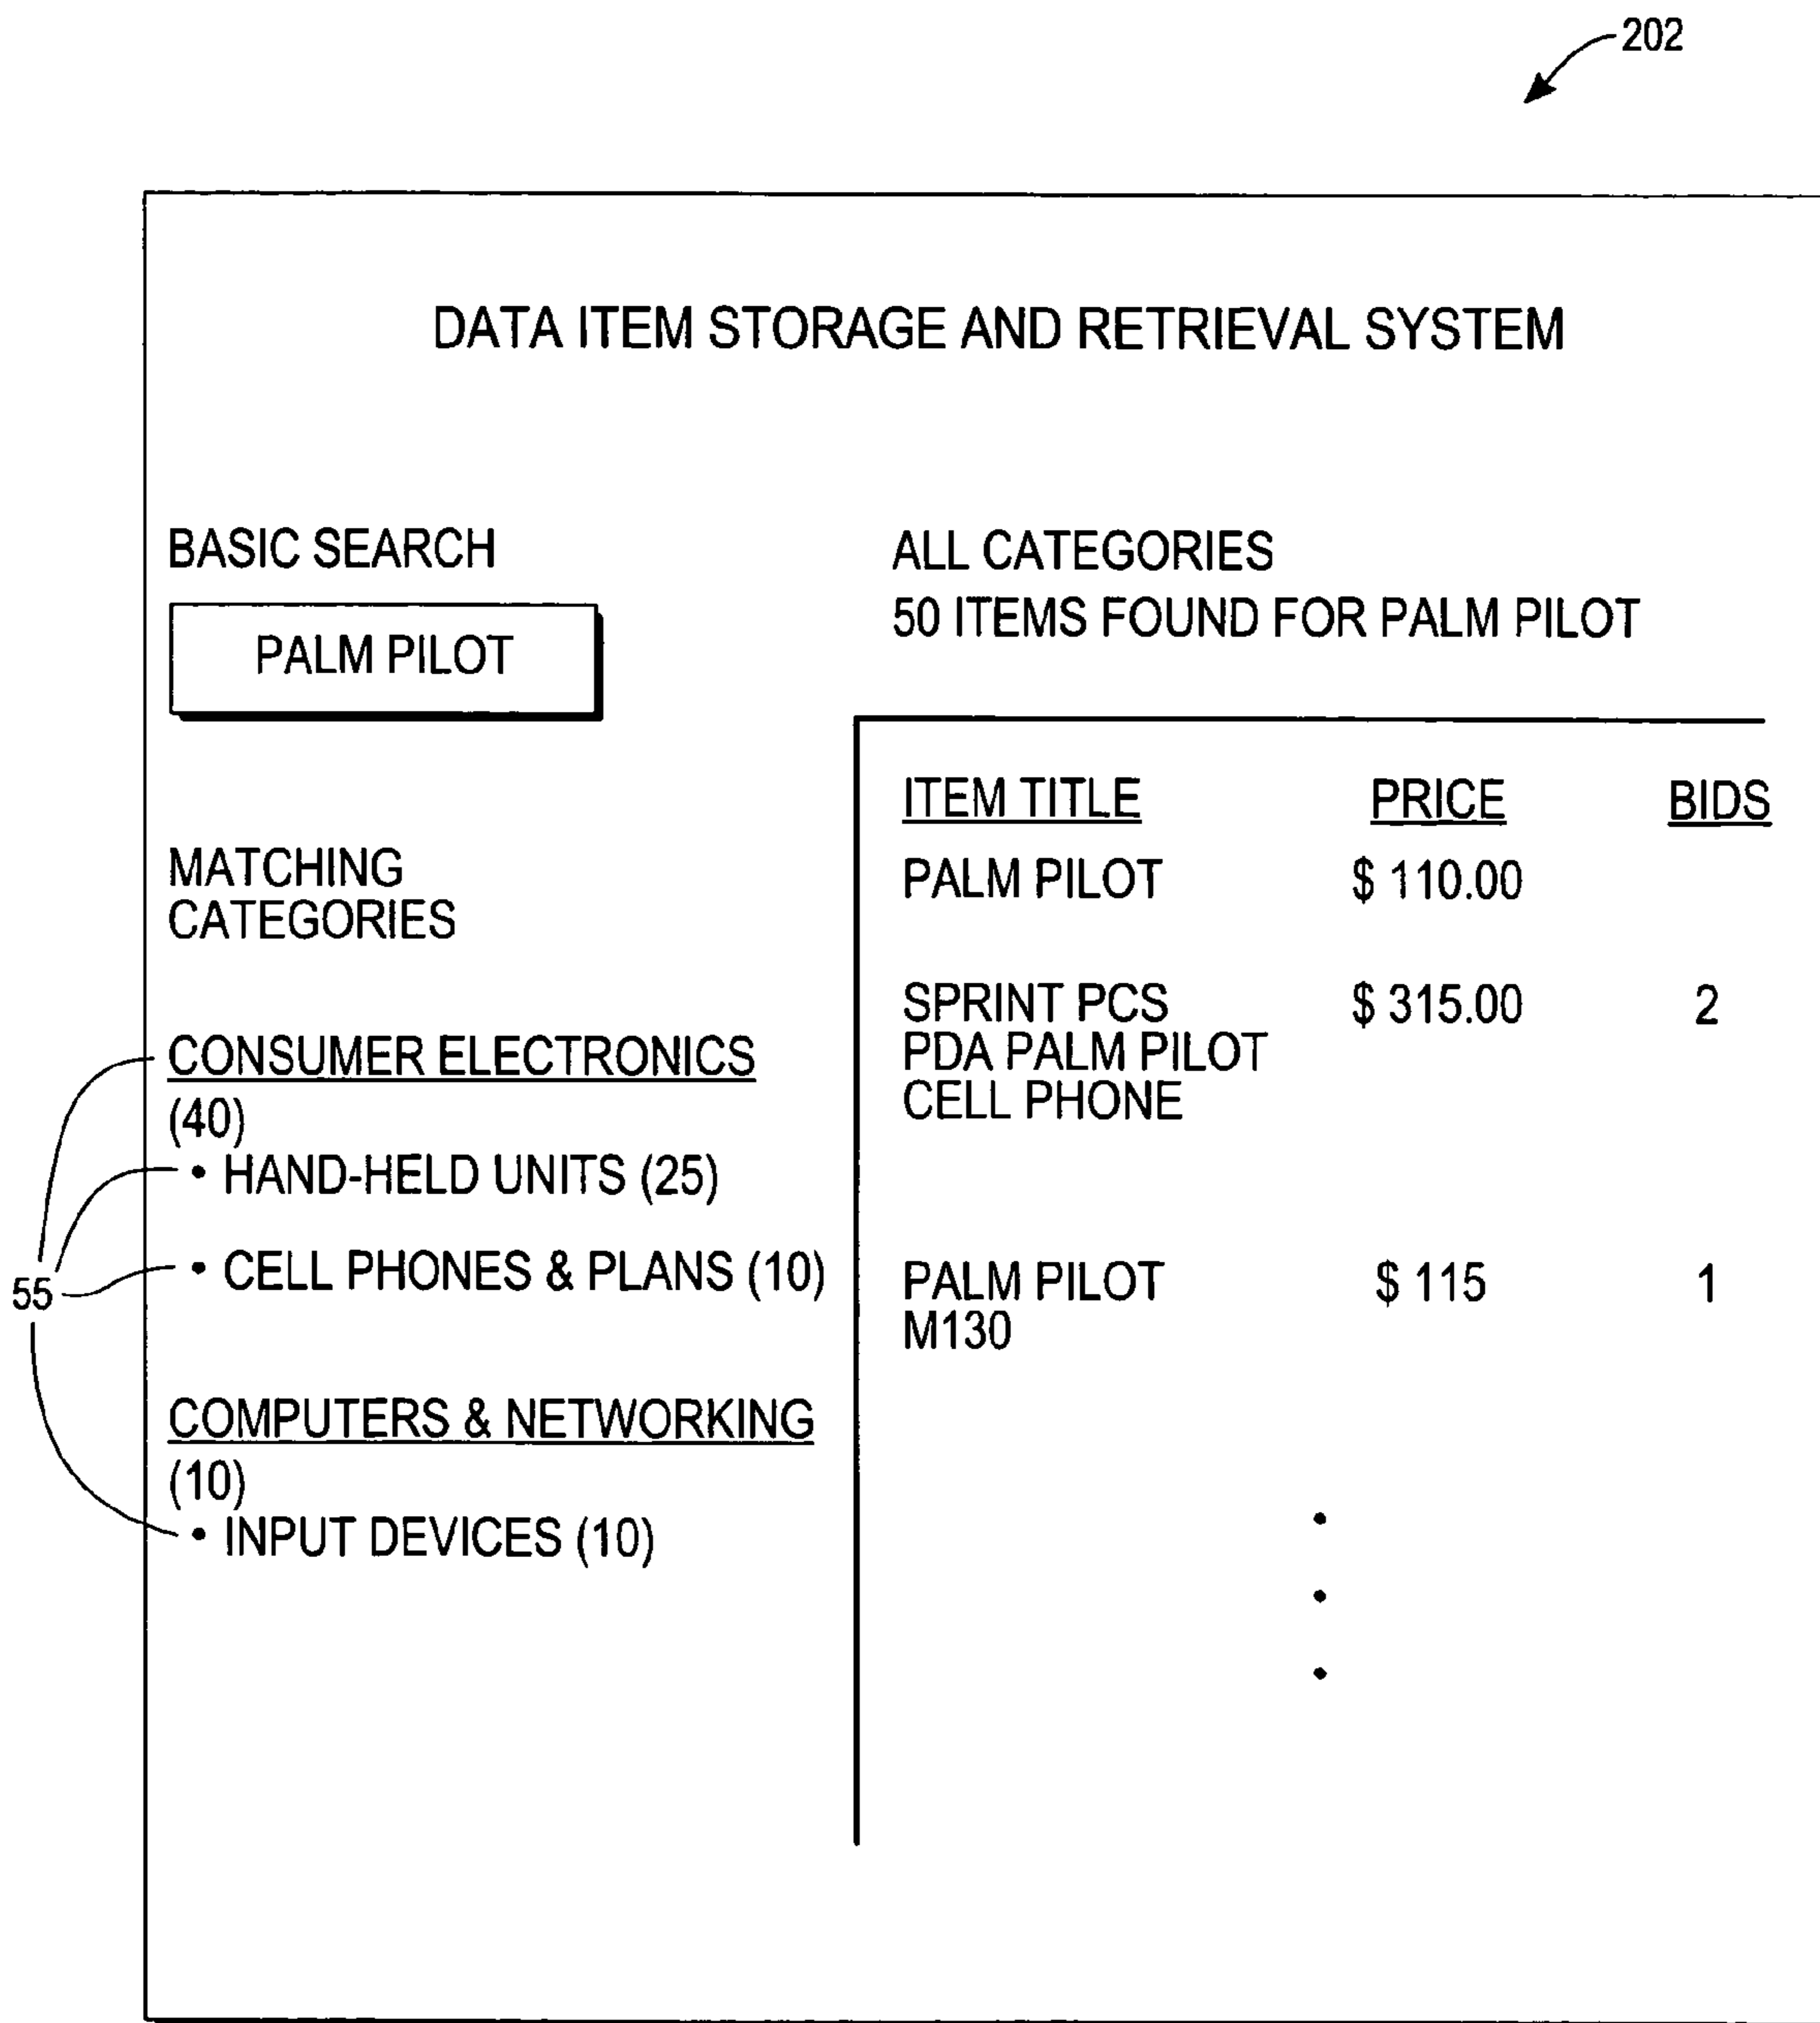 202
DATA ITEM STORAGE AND RETRIEVAL SYSTEM
BASIC SEARCH
PALM PILOT
MATCHING
CATEGORIES
CONSUMER ELECTRONICS
(40)
• HAND-HELD UNITS (25)
• CELL PHONES & PLANS (10)
55
COMPUTERS & NETWORKING
(10)
• INPUT DEVICES (10)
ALL CATEGORIES
50 ITEMS FOUND FOR PALM PILOT
ITEM TITLE PRICE BIDS
PALM PILOT $ 110.00
SPRINT PCS $ 315.00 2
PDA PALM PILOT
CELL PHONE
PALM PILOT $ 115 1
M130